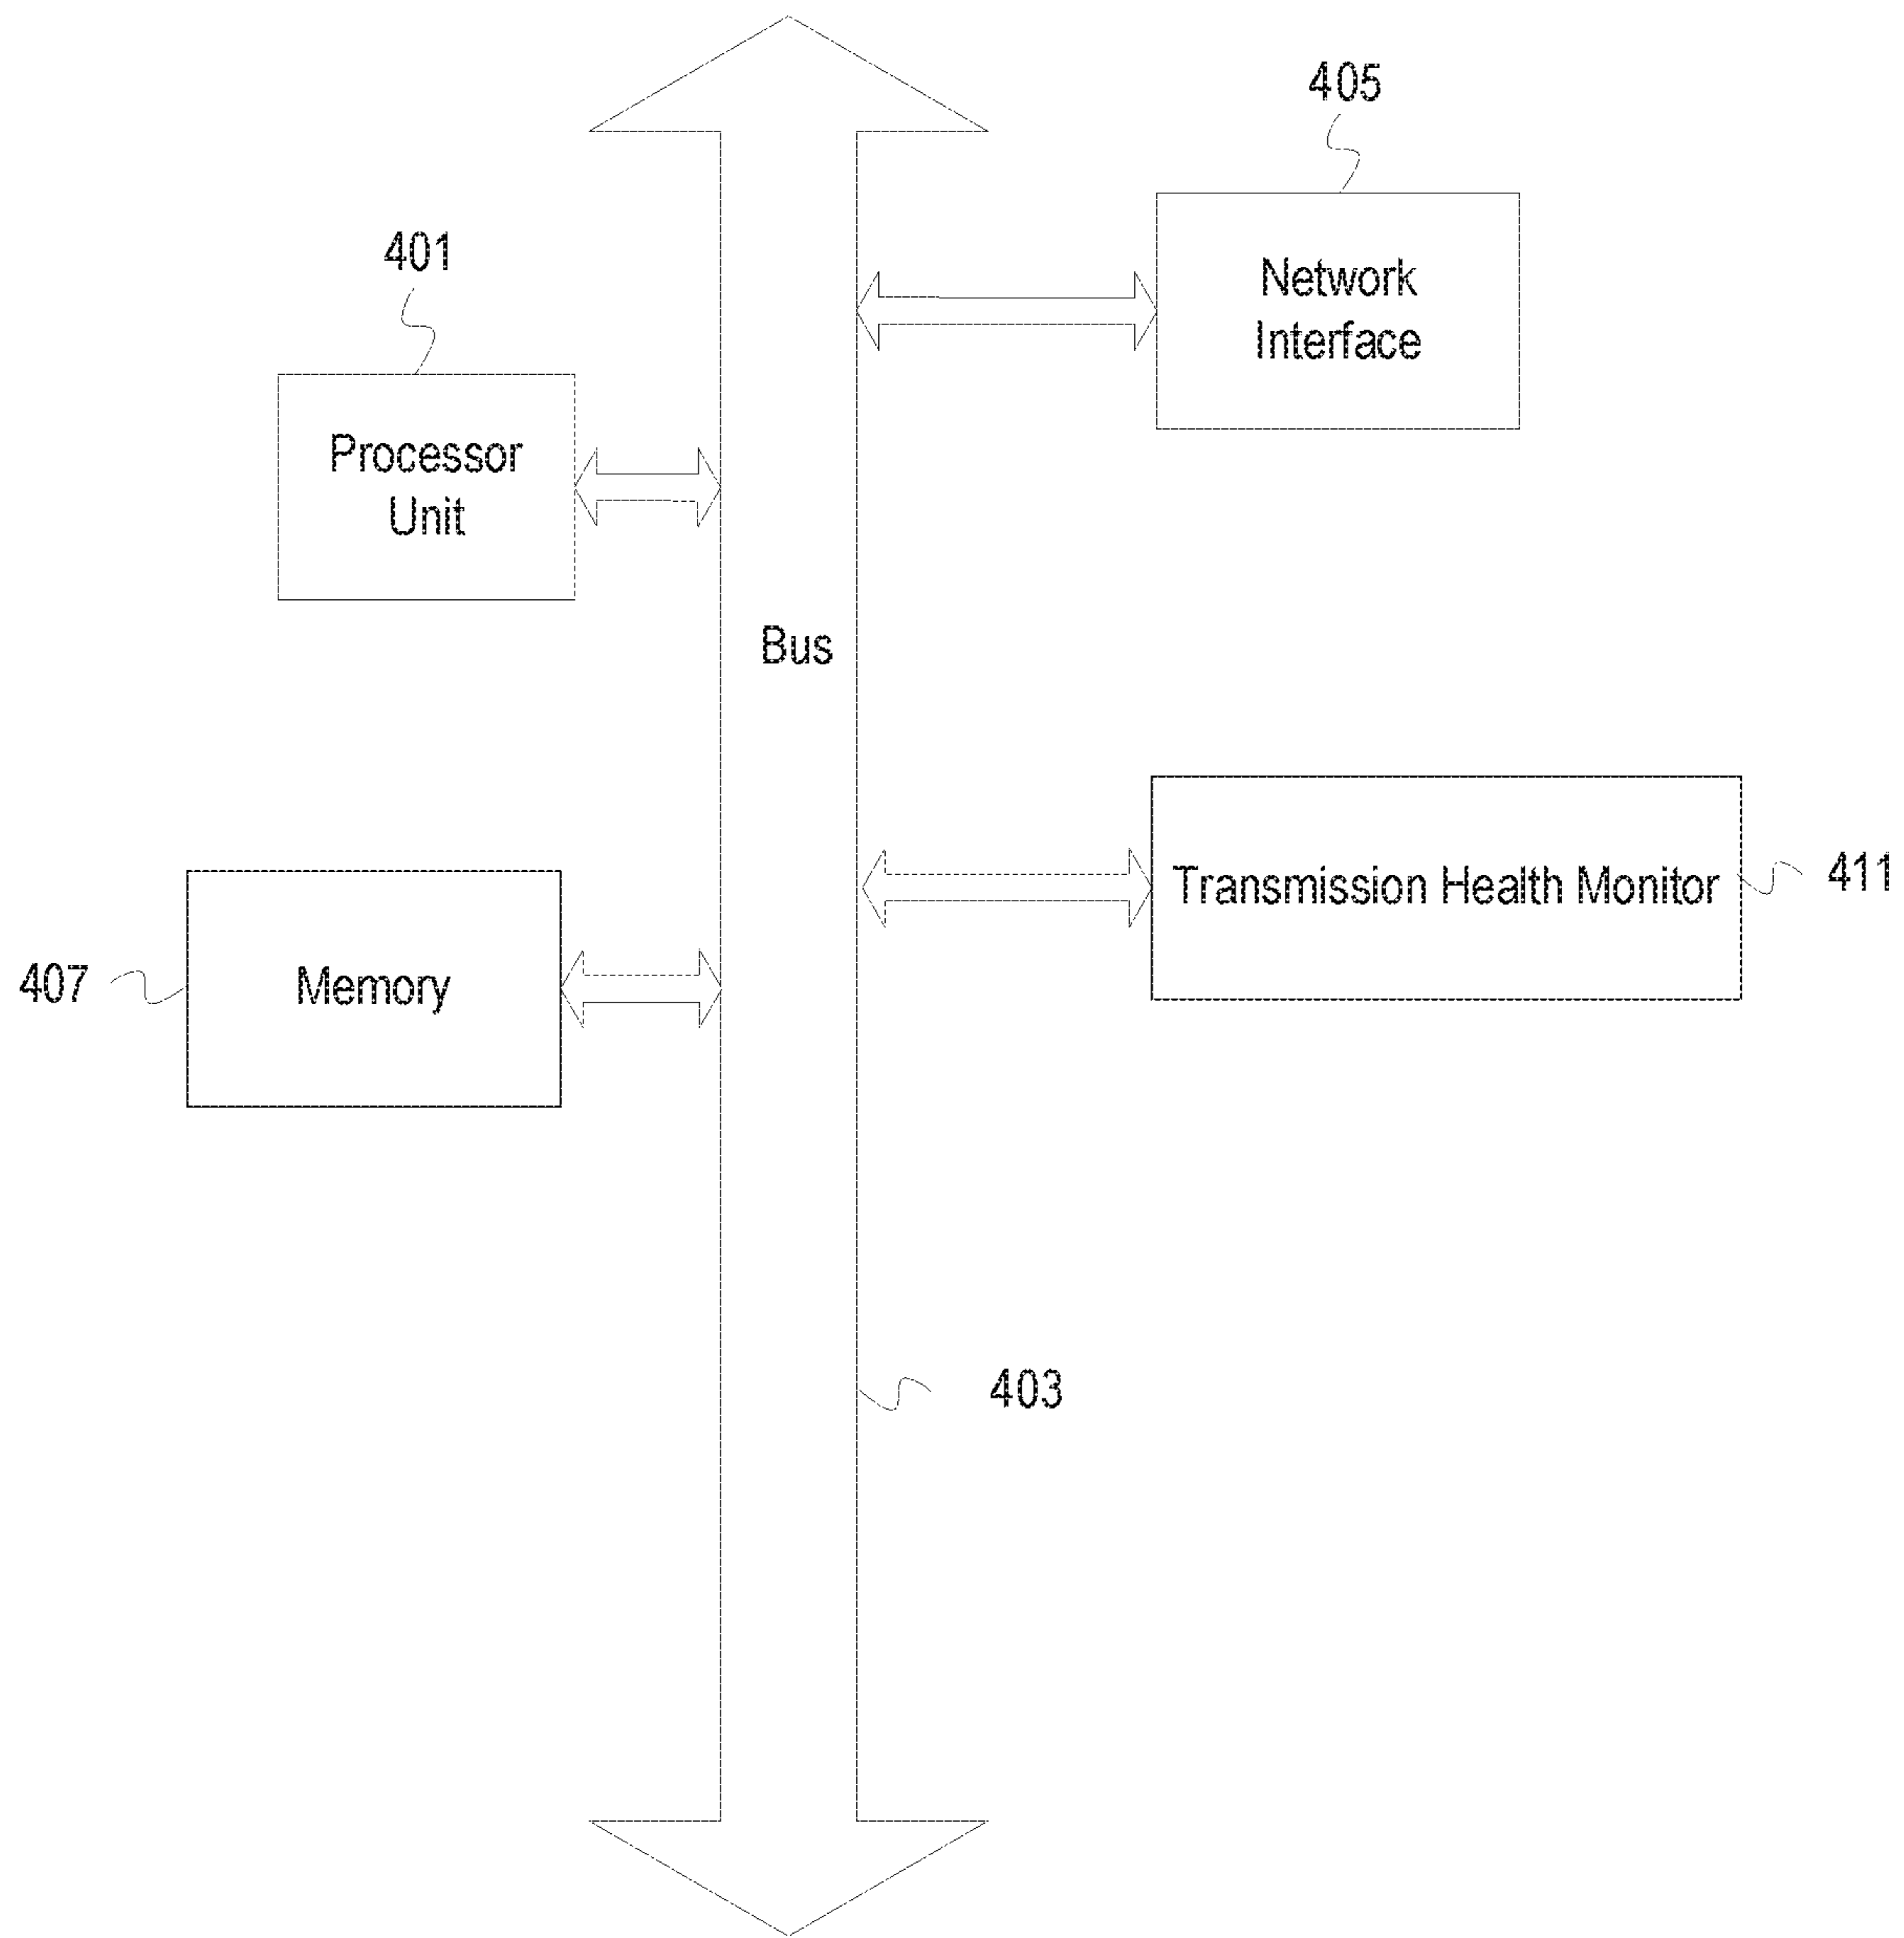 405
Network
Interface
401
Processor
Unit
Bus
Transmission Health Monitor
411
407
Memory
403